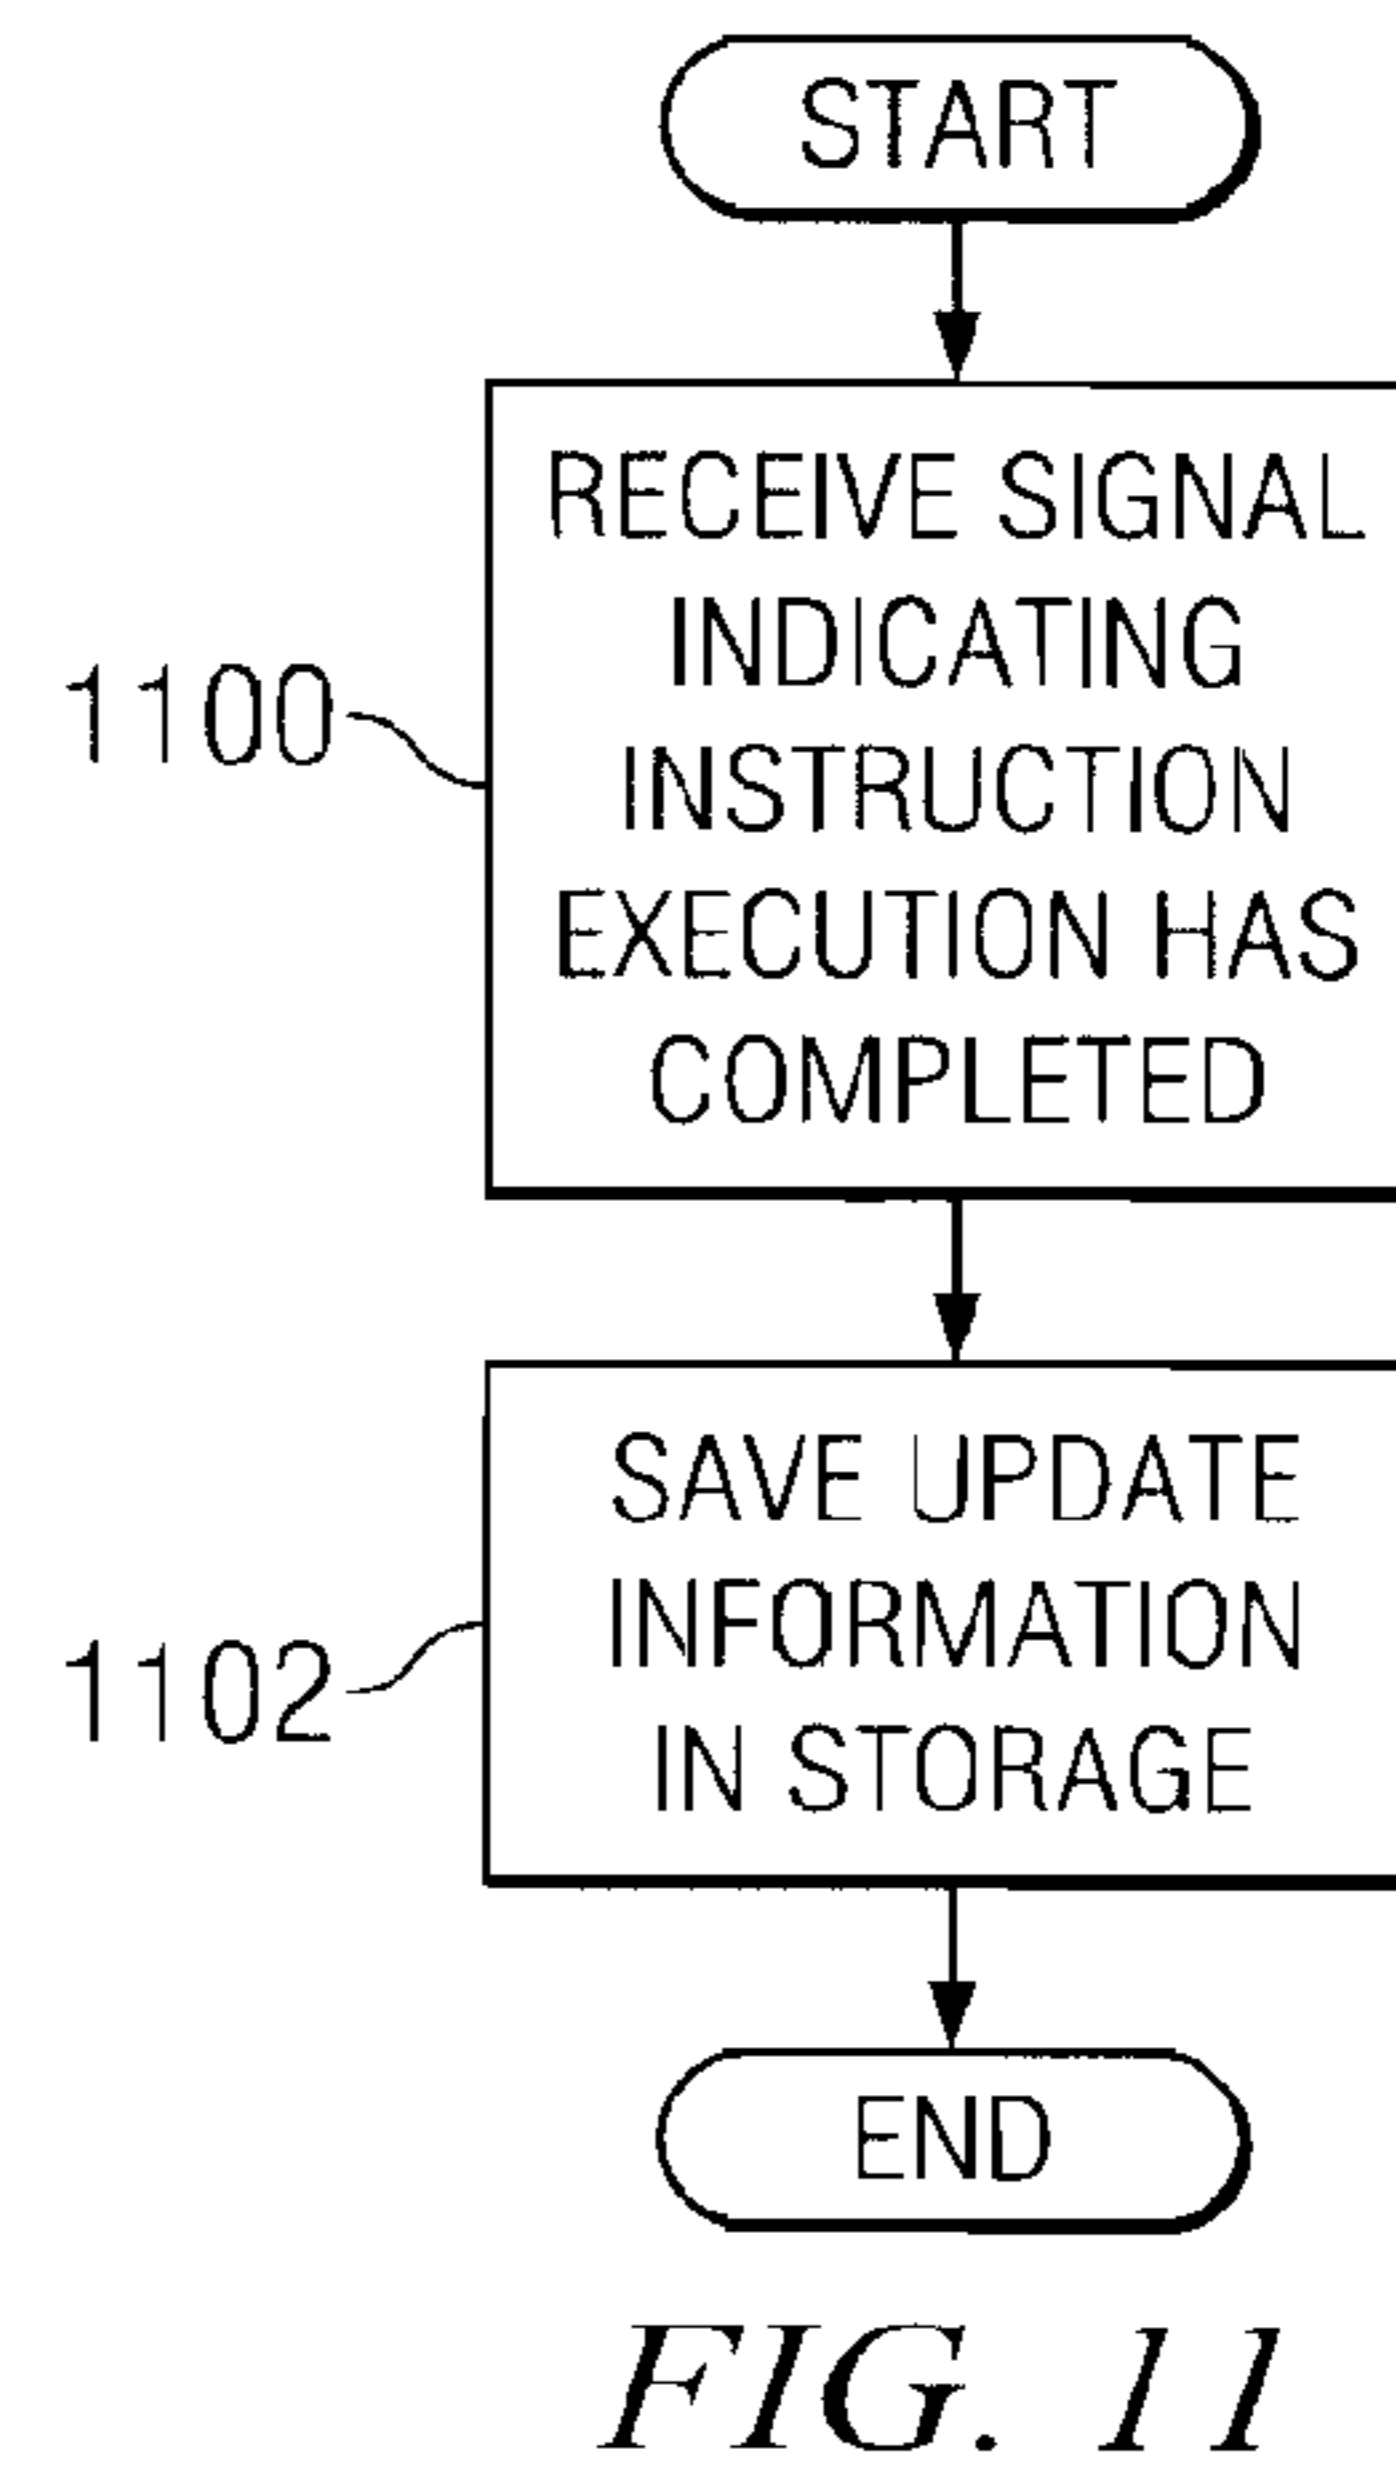 START
RECEIVE SIGNAL
INDICATING
INSTRUCTION
EXECUTION HAS
COMPLETED
1100
SAVE UPDATE
INFORMATION
IN STORAGE
1102
END
FIG. 11